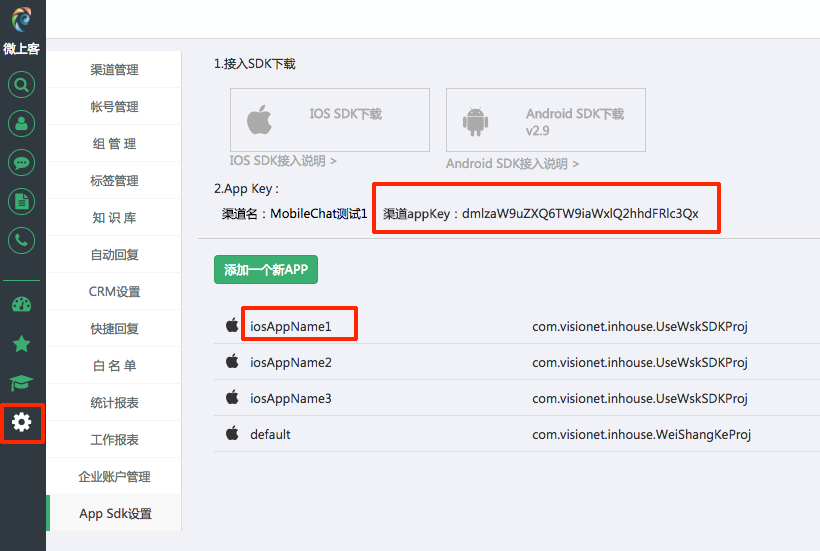 微上客
渠道管理
帐号管理
组 管 理
标签管理
知 识 库
自动回复
CRM设置
快捷回复
白 名 单
统计报表
工作报表
企业账户管理
App Sdk设置
1.接入SDK下载
IOS SDK下载
Android SDK下载
v2.9
IOS SDK接入说明 >
Android SDK接入说明 >
2.App Key :
渠道名：MobileChat测试1 渠道appKey：dmlzaW9uZXQ6TW9iaWxlQ2hhdFRlc3Qx
添加一个新APP
iosAppName1 com.visionet.inhouse.UseWskSDKProj
iosAppName2 com.visionet.inhouse.UseWskSDKProj
iosAppName3 com.visionet.inhouse.UseWskSDKProj
default com.visionet.inhouse.WeiShangKeProj